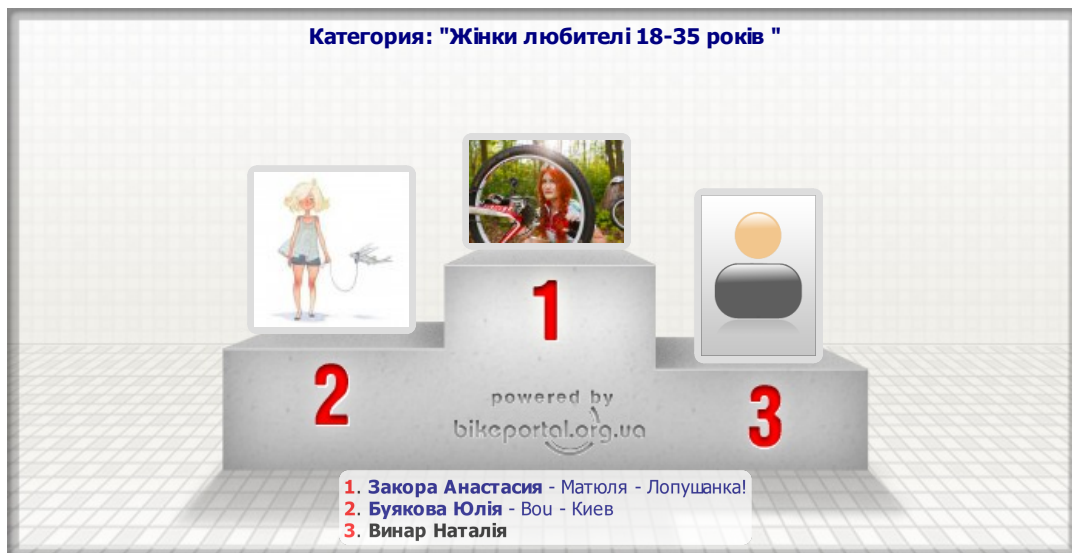 Категория: "Жінки любителі 18-35 років "
1
2
3
powered by
bikeportal.org.ua
1. Закора Анастасия - Матюля - Лопушанка!
2. Буякова Юлія - Bou - Киев
3. Винар Наталія